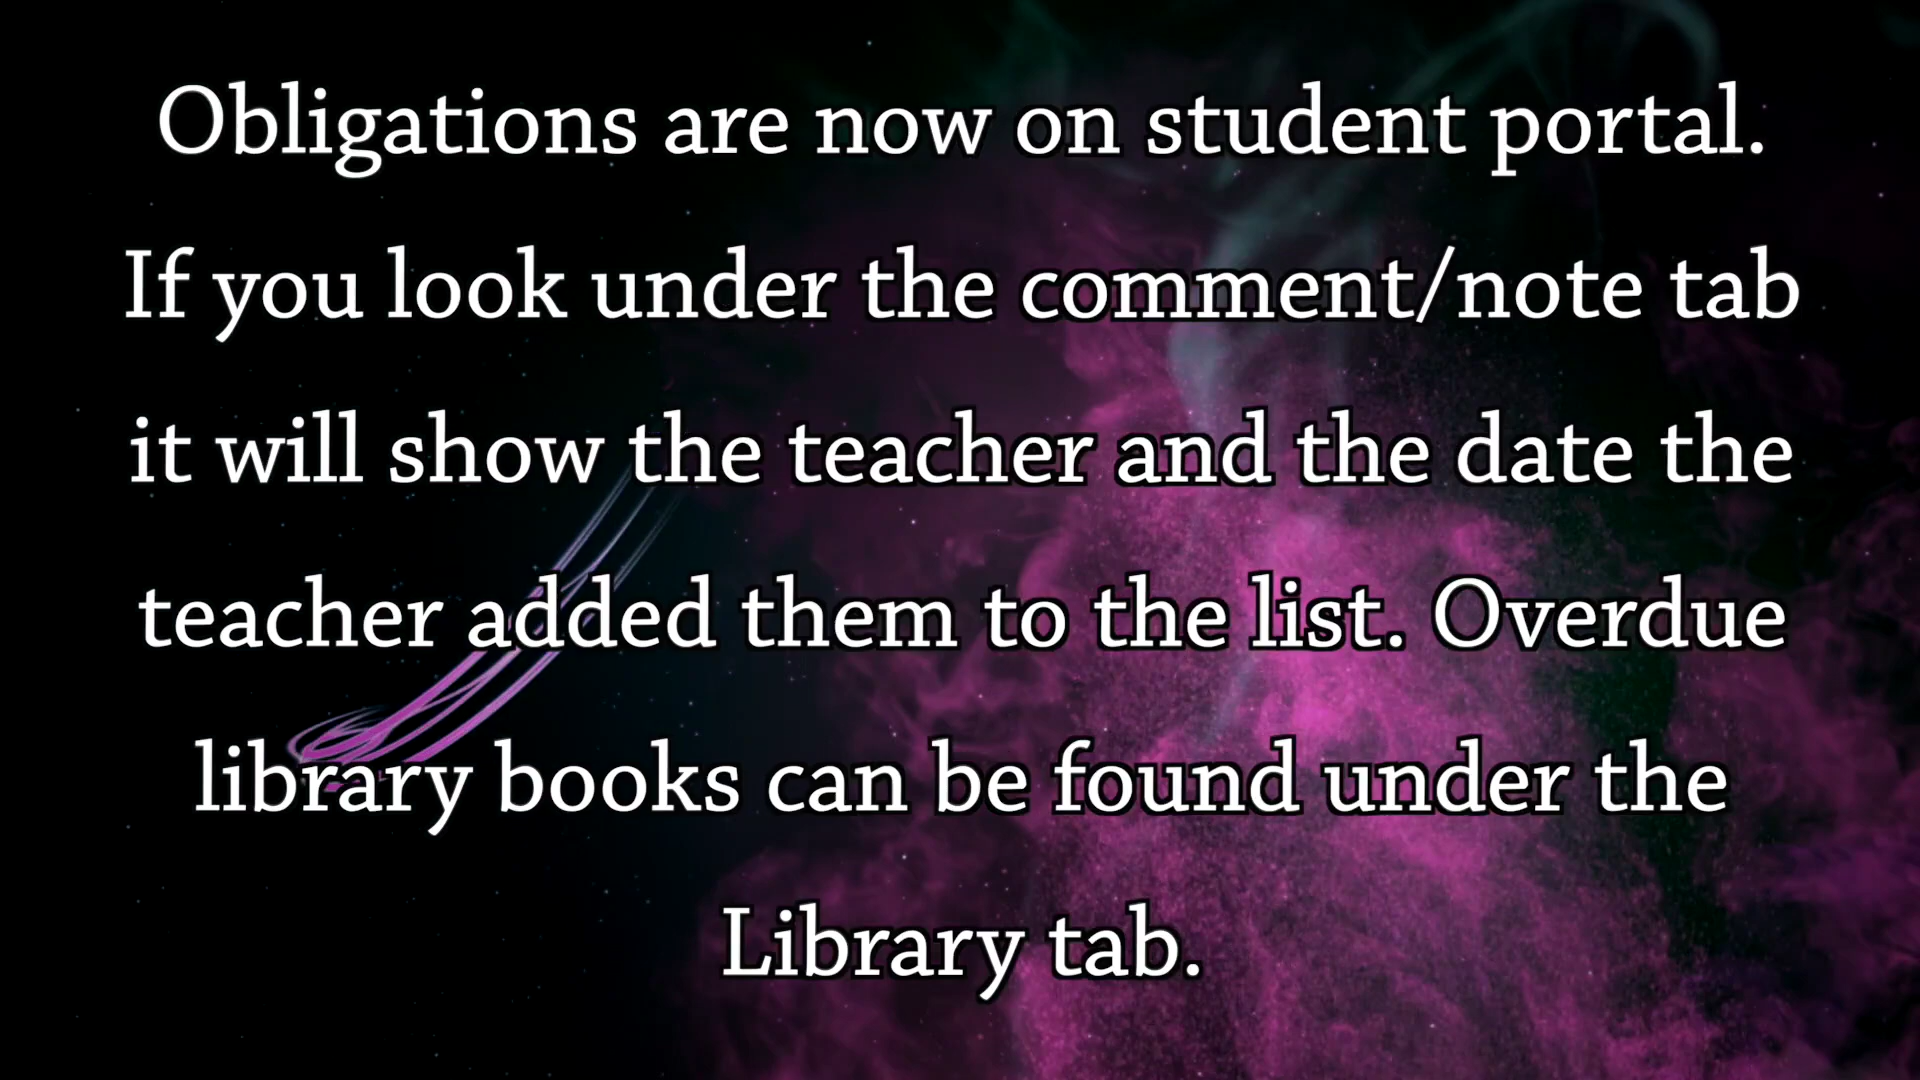 Obligations are now on student portal.
If you look under the comment/note tab
it will show the teacher and the date the
teacher added them to the list. Overdue
library books can be found under the
Library tab.